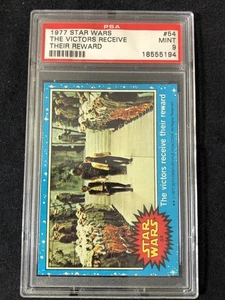 PSA
1977 STAR WARS #54
THE VICTORS RECEIVE MINT
THEIR REWARD 9
18555194
The victors receive their reward
STAR
WARS